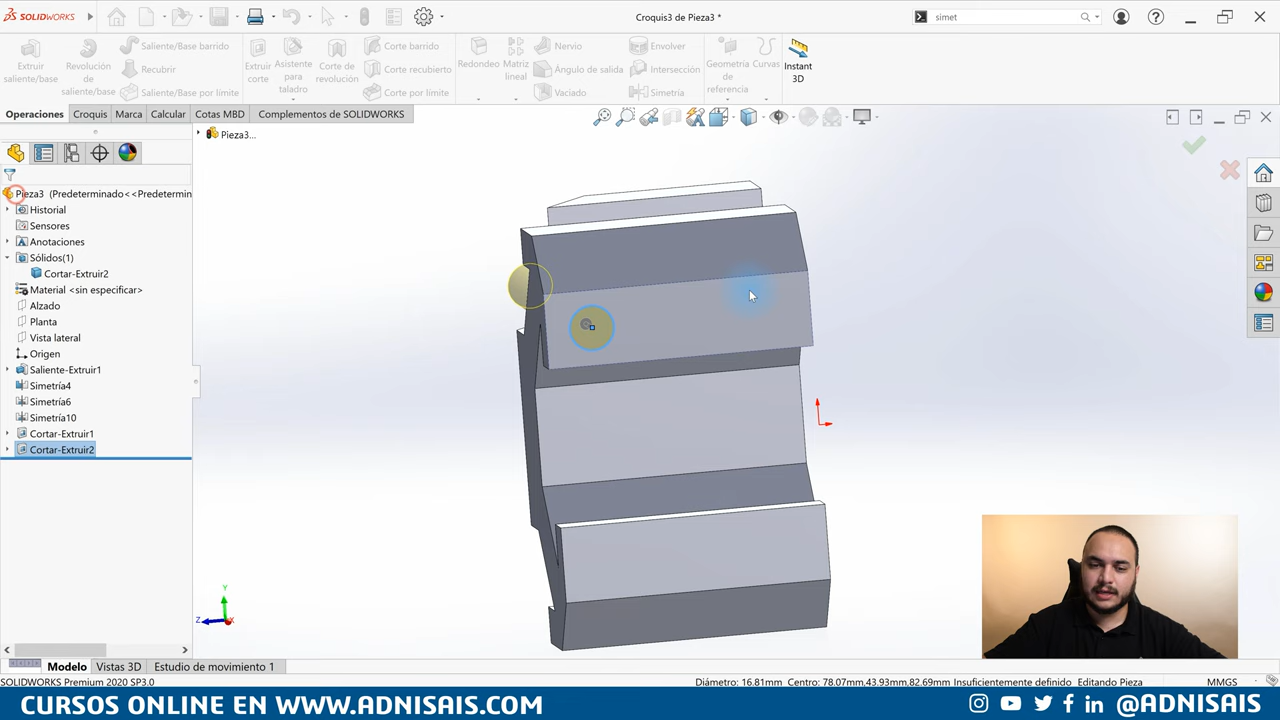 SOLIDWORKS
Croquis3 de Pieza3 *
simet
Extruir saliente/base
Revolución de saliente/base
Saliente/Base barrido
Recubrir
Saliente/Base por límite
Extruir corte
Asistente para taladro
Corte de revolución
Corte barrido
Corte recubierto
Corte por límite
Redondeo
Matriz lineal
Nervio
Ángulo de salida
Vaciado
Envolver
Intersección
Simetría
Geometría de referencia
Curvas
Instant 3D
Operaciones
Croquis
Marca
Calcular
Cotas MBD
Complementos de SOLIDWORKS
Pieza3...
Pieza3 (Predeterminado<<Predetermin
Historial
Sensores
Anotaciones
Sólidos(1)
Cortar-Extruir2
Material <sin especificar>
Alzado
Planta
Vista lateral
Origen
Saliente-Extruir1
Simetría4
Simetría6
Simetría10
Cortar-Extruir1
Cortar-Extruir2
Y
Z
X
Modelo
Vistas 3D
Estudio de movimiento 1
SOLIDWORKS Premium 2020 SP3.0
Diámetro: 16.81mm Centro: 78.07mm,43.93mm,82.69mm Insuficientemente definido Editando Pieza
MMGS
CURSOS ONLINE EN WWW.ADNISAIS.COM
@ADNISAIS